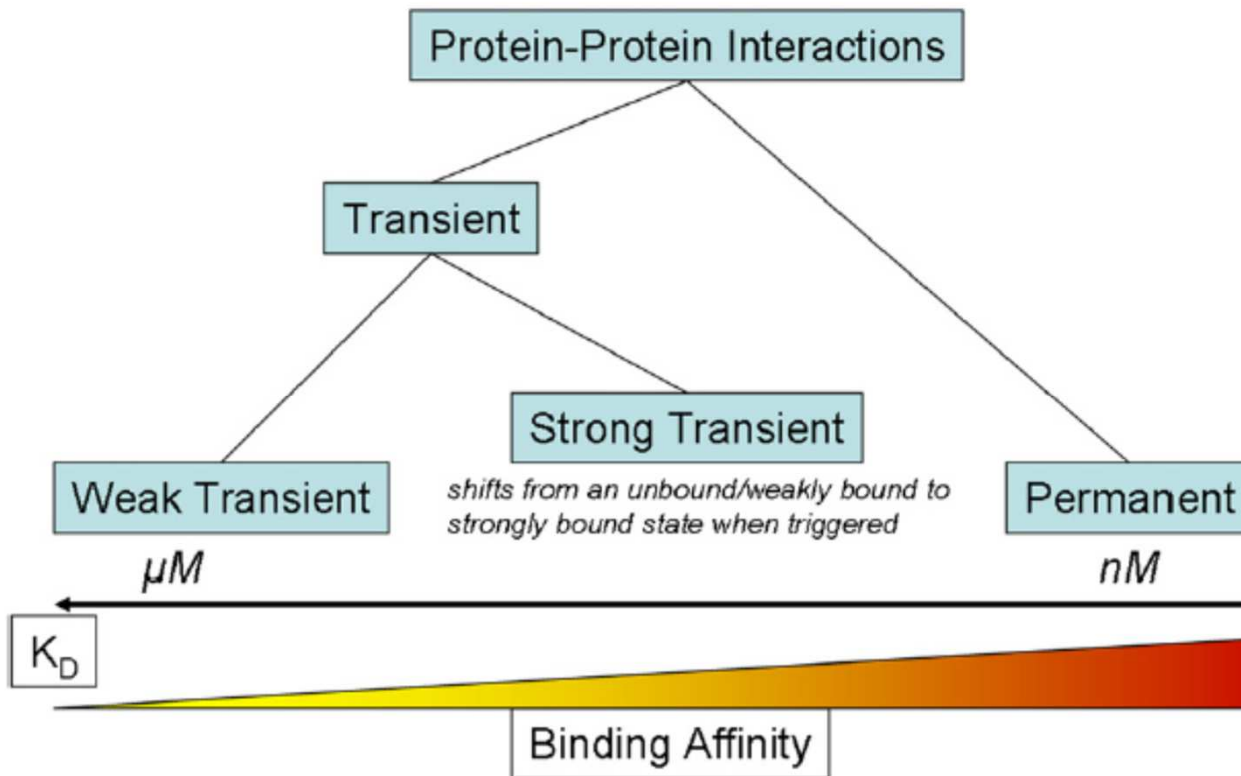 Protein-Protein Interactions
Transient
Strong Transient
shifts from an unbound/weakly bound to
strongly bound state when triggered
Weak Transient
Permanent
µM
nM
K_D
Binding Affinity